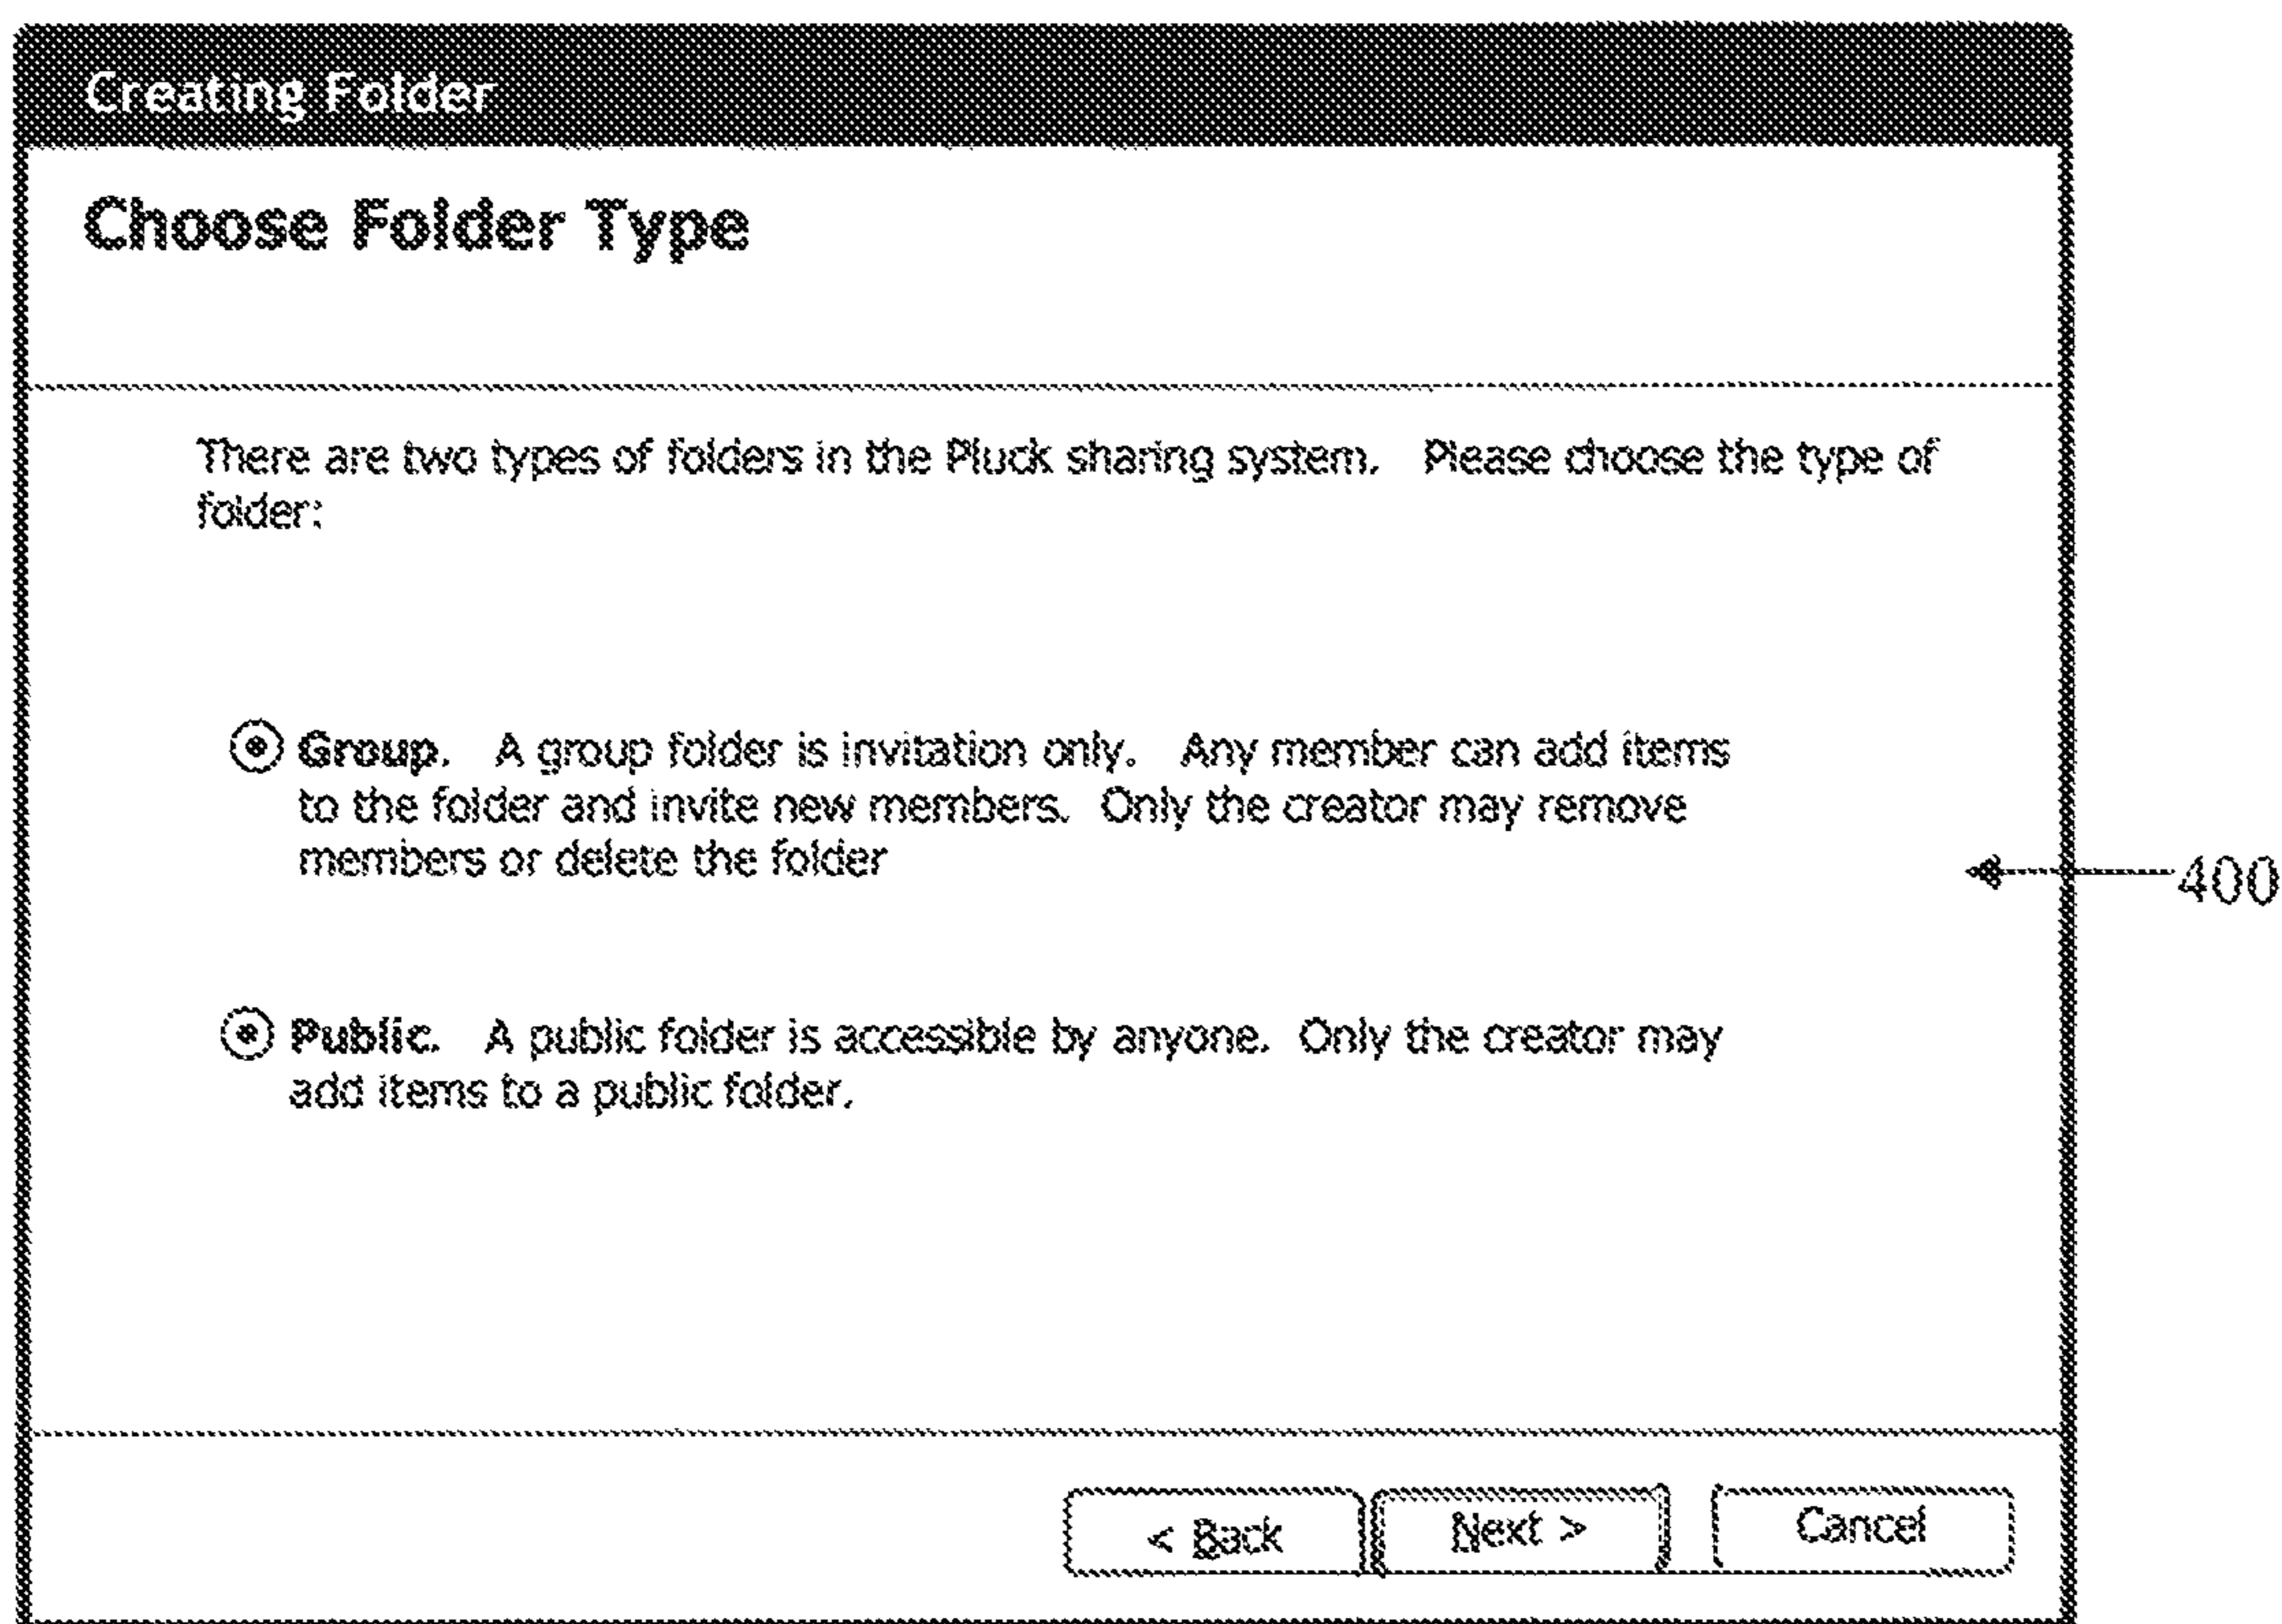 Creating Folder
Choose Folder Type
There are two types of folders in the Pluck sharing system. Please choose the type of
folder:
Group. A group folder is invitation only. Any member can add items
to the folder and invite new members. Only the creator may remove
members or delete the folder
400
Public. A public folder is accessible by anyone. Only the creator may
add items to a public folder.
< Back Next > Cancel